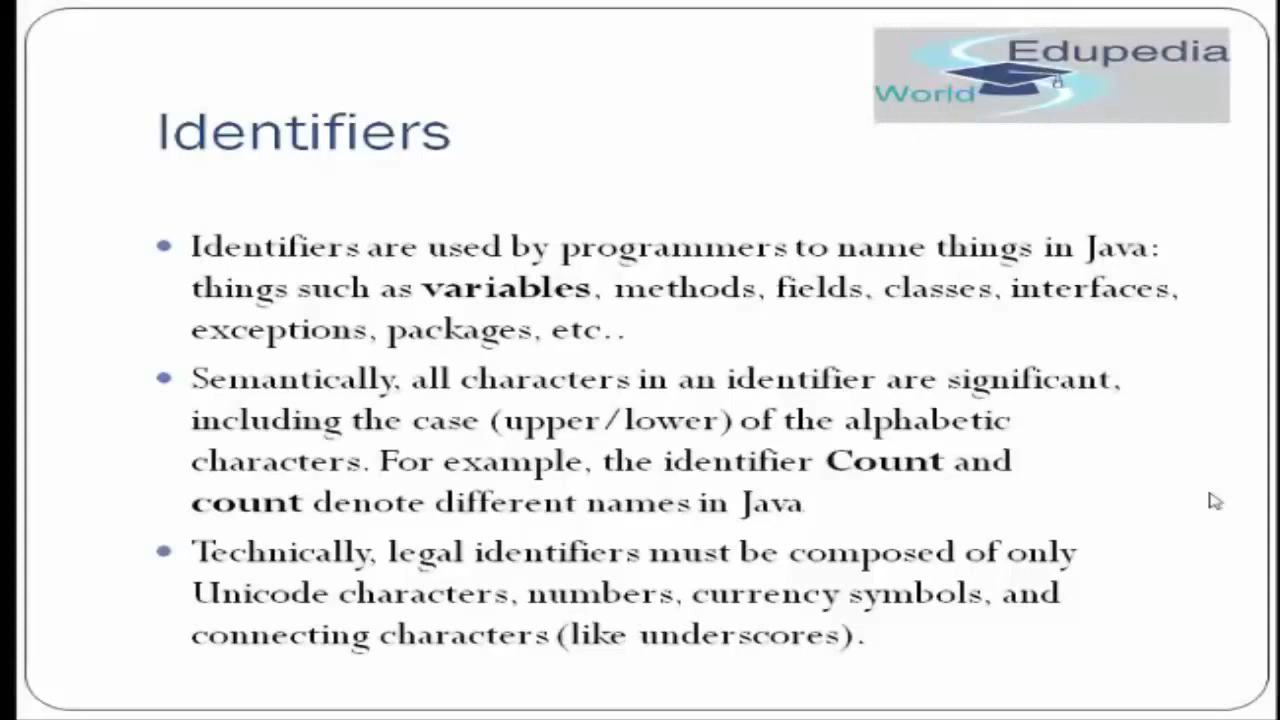 Edupedia
World
Identifiers
Identifiers are used by programmers to name things in Java:
things such as variables, methods, fields, classes, interfaces,
exceptions, packages, etc..
Semantically, all characters in an identifier are significant,
including the case (upper/lower) of the alphabetic
characters. For example, the identifier Count and
count denote different names in Java
Technically, legal identifiers must be composed of only
Unicode characters, numbers, currency symbols, and
connecting characters (like underscores).